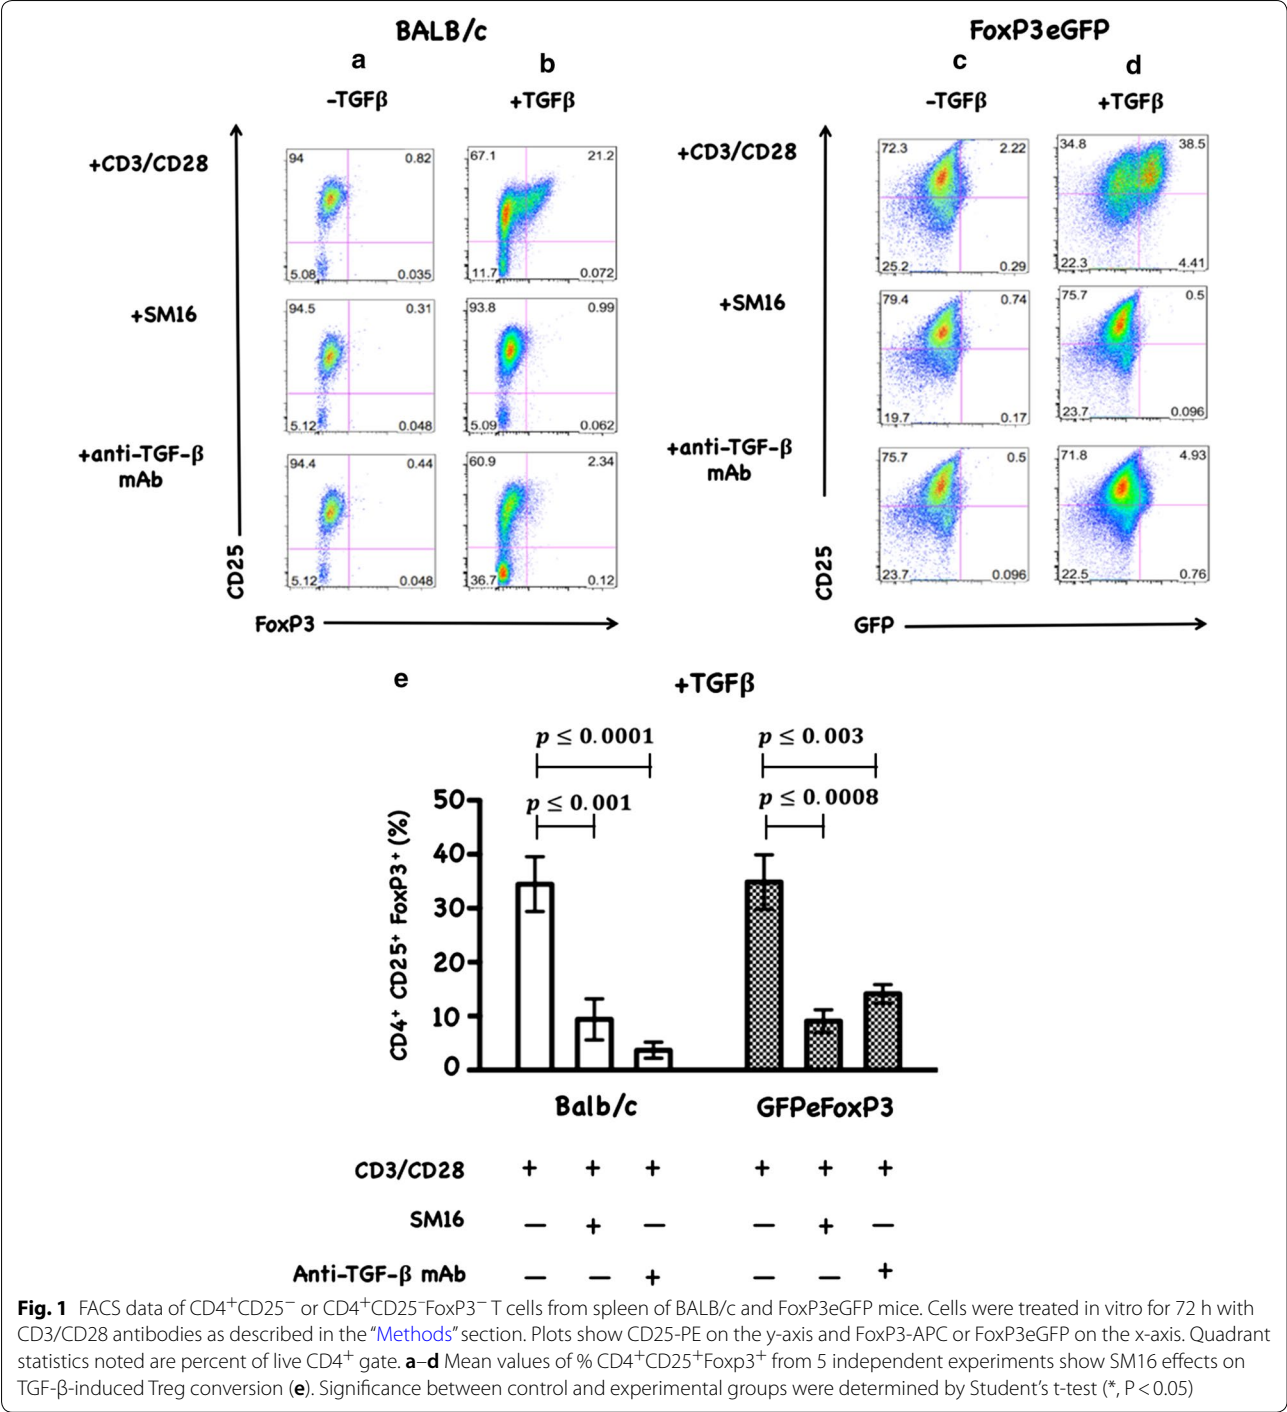 BALB/c
FoxP3eGFP
a
b
c
d
–TGFβ
+TGFβ
–TGFβ
+TGFβ
+CD3/CD28
94
0.82
5.08
0.035
67.1
21.2
11.7
0.072
+CD3/CD28
72.3
2.22
25.2
0.29
34.8
38.5
22.3
4.41
+SM16
94.5
0.31
5.12
0.048
93.8
0.99
5.09
0.062
+SM16
79.4
0.74
19.7
0.17
75.7
0.5
23.7
0.096
+anti-TGF-β
mAb
94.4
0.44
5.12
0.048
60.9
2.34
36.7
0.12
+anti-TGF-β
mAb
75.7
0.5
23.7
0.096
71.8
4.93
22.5
0.76
CD25
CD25
FoxP3
GFP
e
+TGFβ
p ≤ 0.0001
p ≤ 0.003
p ≤ 0.001
p ≤ 0.0008
CD4⁺ CD25⁺ FoxP3⁺ (%)
50
40
30
20
10
0
Balb/c
GFPeFoxP3
CD3/CD28 + + + + + +
SM16 — + — — + —
Anti-TGF-β mAb — — + — — +
Fig. 1 FACS data of CD4⁺CD25⁻ or CD4⁺CD25⁻FoxP3⁻ T cells from spleen of BALB/c and FoxP3eGFP mice. Cells were treated in vitro for 72 h with
CD3/CD28 antibodies as described in the “Methods” section. Plots show CD25-PE on the y-axis and FoxP3-APC or FoxP3eGFP on the x-axis. Quadrant
statistics noted are percent of live CD4⁺ gate. a–d Mean values of % CD4⁺CD25⁺Foxp3⁺ from 5 independent experiments show SM16 effects on
TGF-β-induced Treg conversion (e). Significance between control and experimental groups were determined by Student’s t-test (*, P < 0.05)